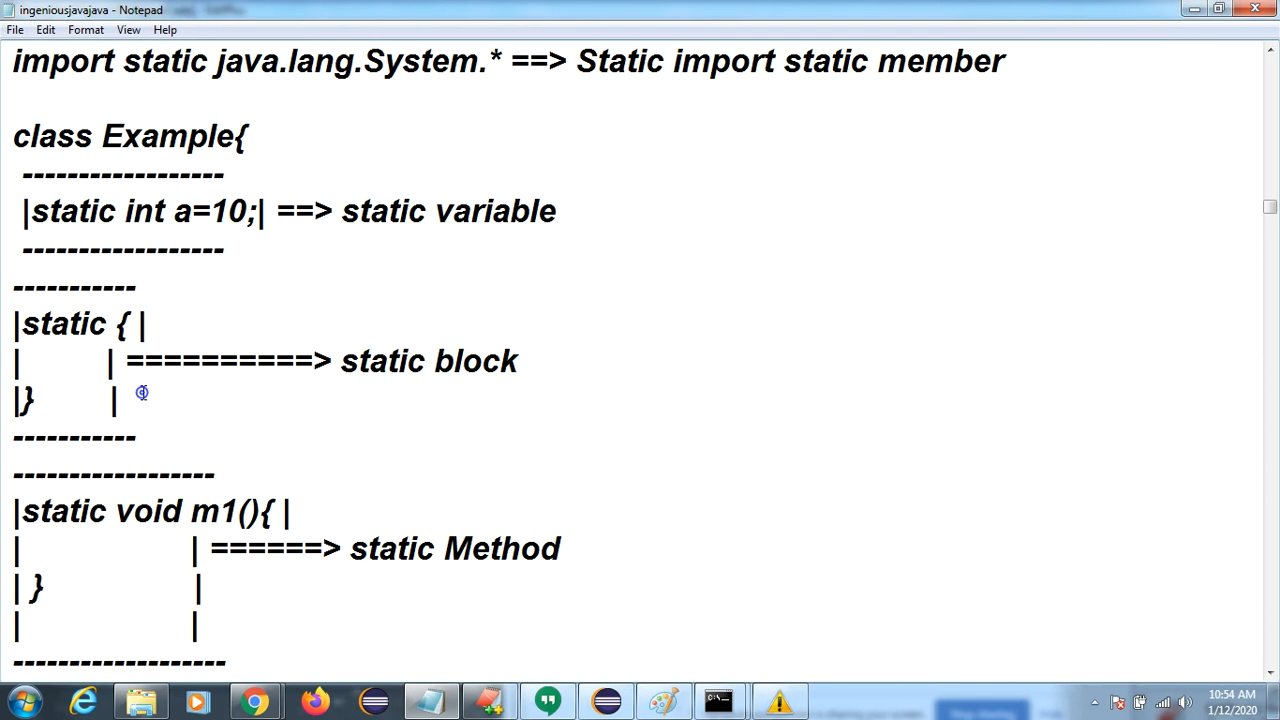 ingeniousjavajava - Notepad
File Edit Format View Help
import static java.lang.System.* ==> Static import static member
class Example{
------------------
|static int a=10;| ==> static variable
------------------
-----------
|static { |
| | ==========> static block
|} |
-----------
------------------
|static void m1(){ |
| | ======> static Method
| } |
| |
-------------------
10:54 AM
1/12/2020